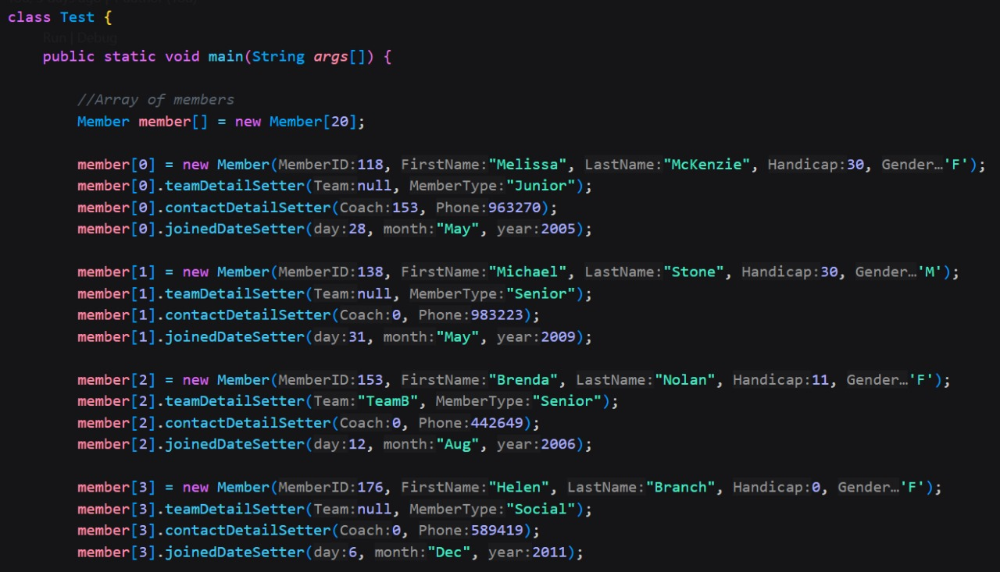 class Test {
Run | Debug
public static void main(String args[]) {
//Array of members
Member member[] = new Member[20];
member[0] = new Member(MemberID:118, FirstName:"Melissa", LastName:"McKenzie", Handicap:30, Gender…'F');
member[0].teamDetailSetter(Team:null, MemberType:"Junior");
member[0].contactDetailSetter(Coach:153, Phone:963270);
member[0].joinedDateSetter(day:28, month:"May", year:2005);
member[1] = new Member(MemberID:138, FirstName:"Michael", LastName:"Stone", Handicap:30, Gender…'M');
member[1].teamDetailSetter(Team:null, MemberType:"Senior");
member[1].contactDetailSetter(Coach:0, Phone:983223);
member[1].joinedDateSetter(day:31, month:"May", year:2009);
member[2] = new Member(MemberID:153, FirstName:"Brenda", LastName:"Nolan", Handicap:11, Gender…'F');
member[2].teamDetailSetter(Team:"TeamB", MemberType:"Senior");
member[2].contactDetailSetter(Coach:0, Phone:442649);
member[2].joinedDateSetter(day:12, month:"Aug", year:2006);
member[3] = new Member(MemberID:176, FirstName:"Helen", LastName:"Branch", Handicap:0, Gender…'F');
member[3].teamDetailSetter(Team:null, MemberType:"Social");
member[3].contactDetailSetter(Coach:0, Phone:589419);
member[3].joinedDateSetter(day:6, month:"Dec", year:2011);